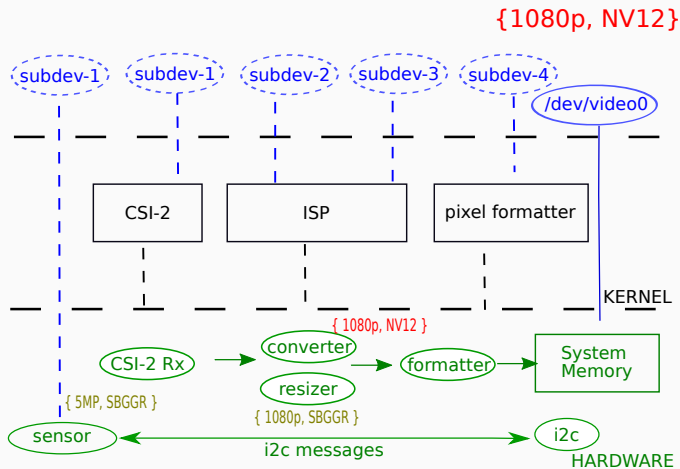 {1080p, NV12}
subdev-1
subdev-1
subdev-2
subdev-3
subdev-4
/dev/video0
CSI-2
ISP
pixel formatter
KERNEL
{ 1080p, NV12 }
converter
CSI-2 Rx
formatter
System
Memory
resizer
{ 5MP, SBGGR }
{ 1080p, SBGGR }
sensor
i2c messages
i2c
HARDWARE